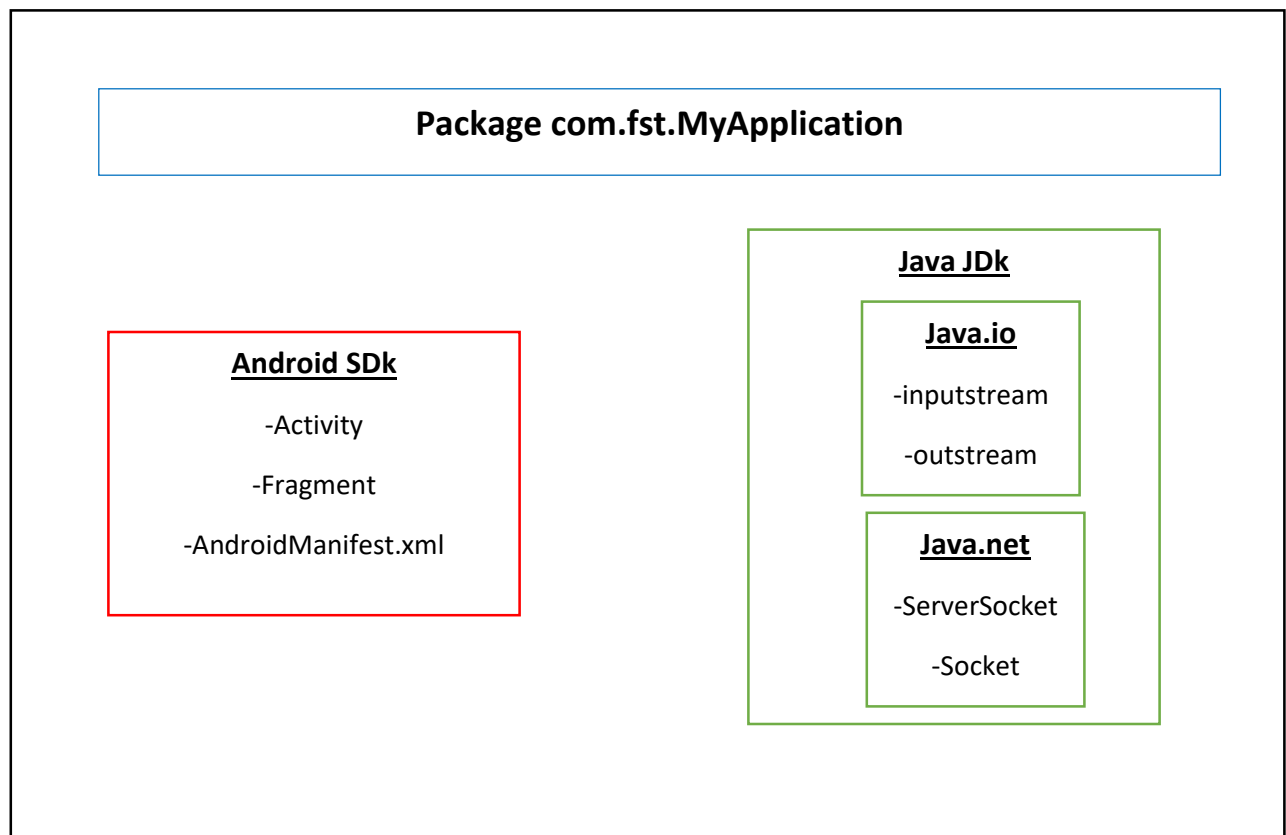 Package com.fst.MyApplication
Android SDk
-Activity
-Fragment
-AndroidManifest.xml
Java JDk
Java.io
-inputstream
-outstream
Java.net
-ServerSocket
-Socket